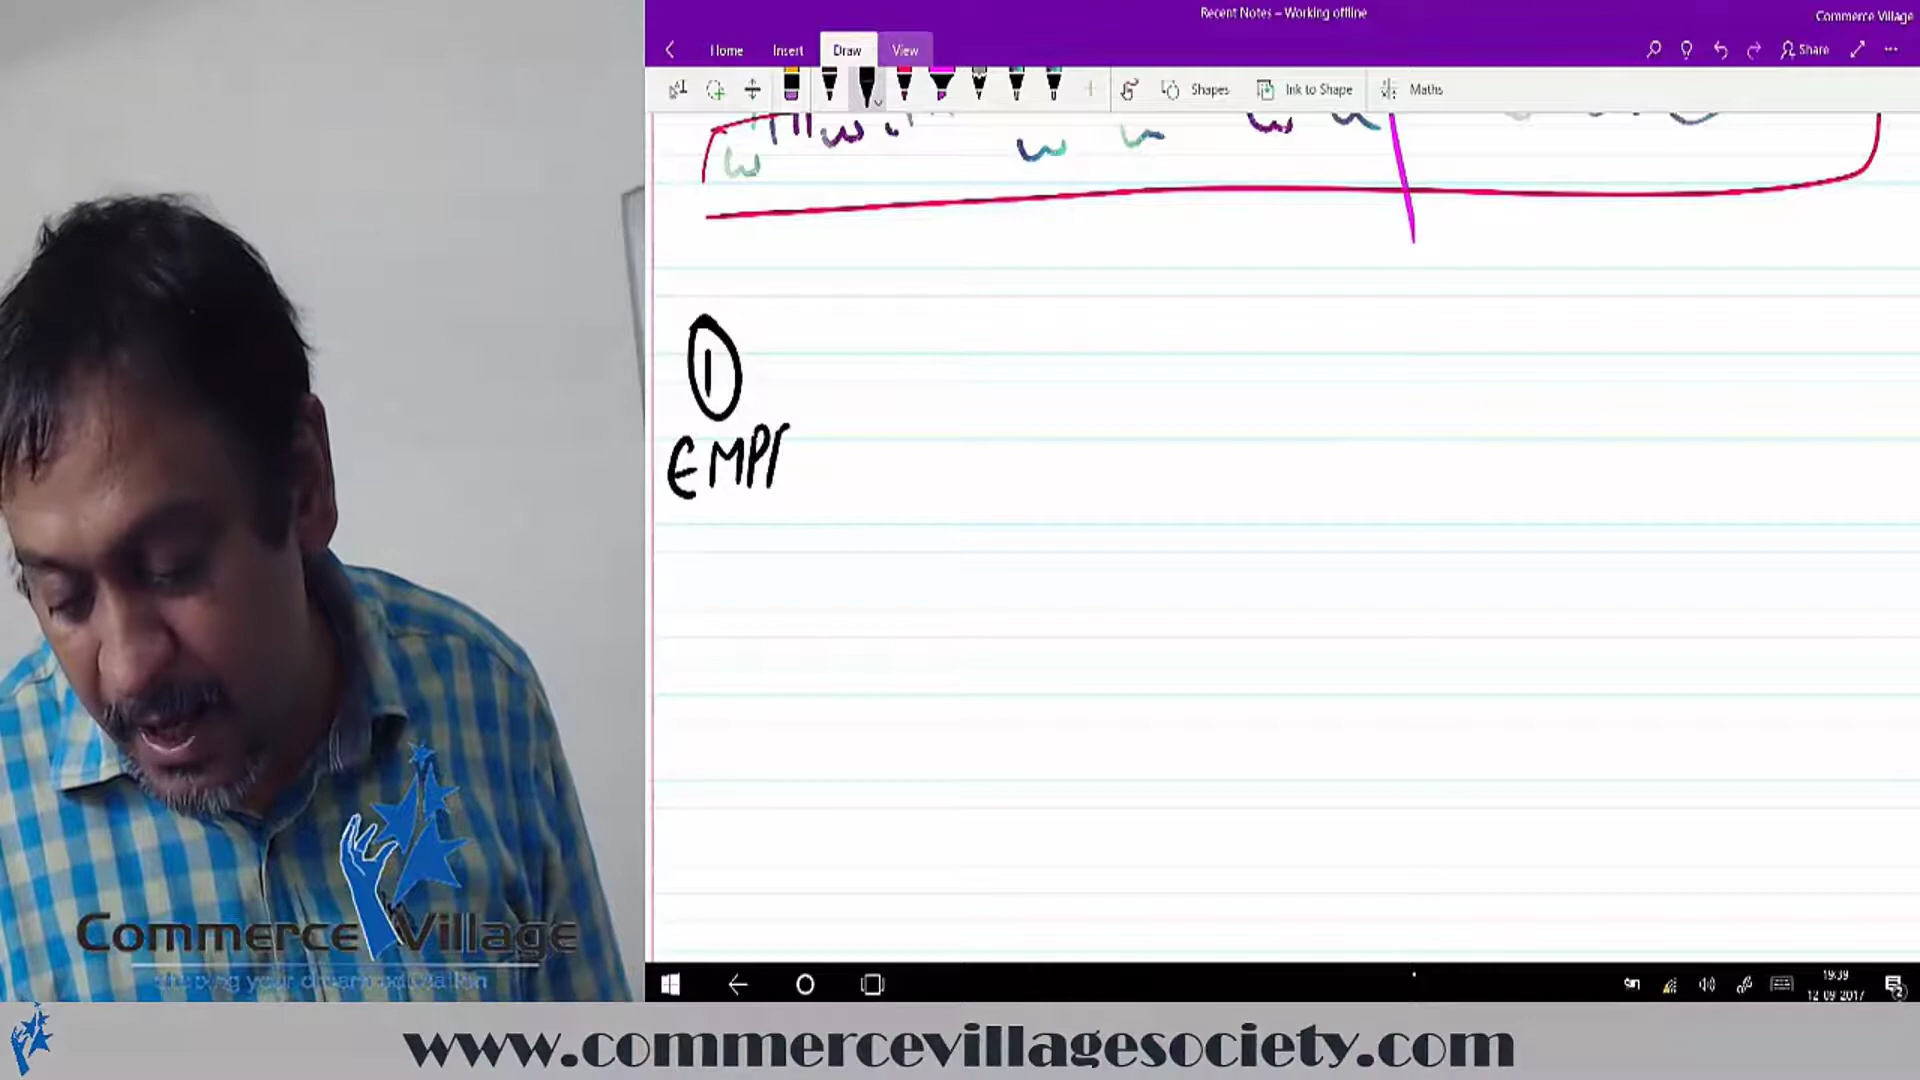 Recent Notes – Working offline
Commerce Village
Home Insert Draw View
Share
Shapes Ink to Shape Maths
1
EMPI
Commerce Village
19:39
12-09-2017
www.commercevillagesociety.com